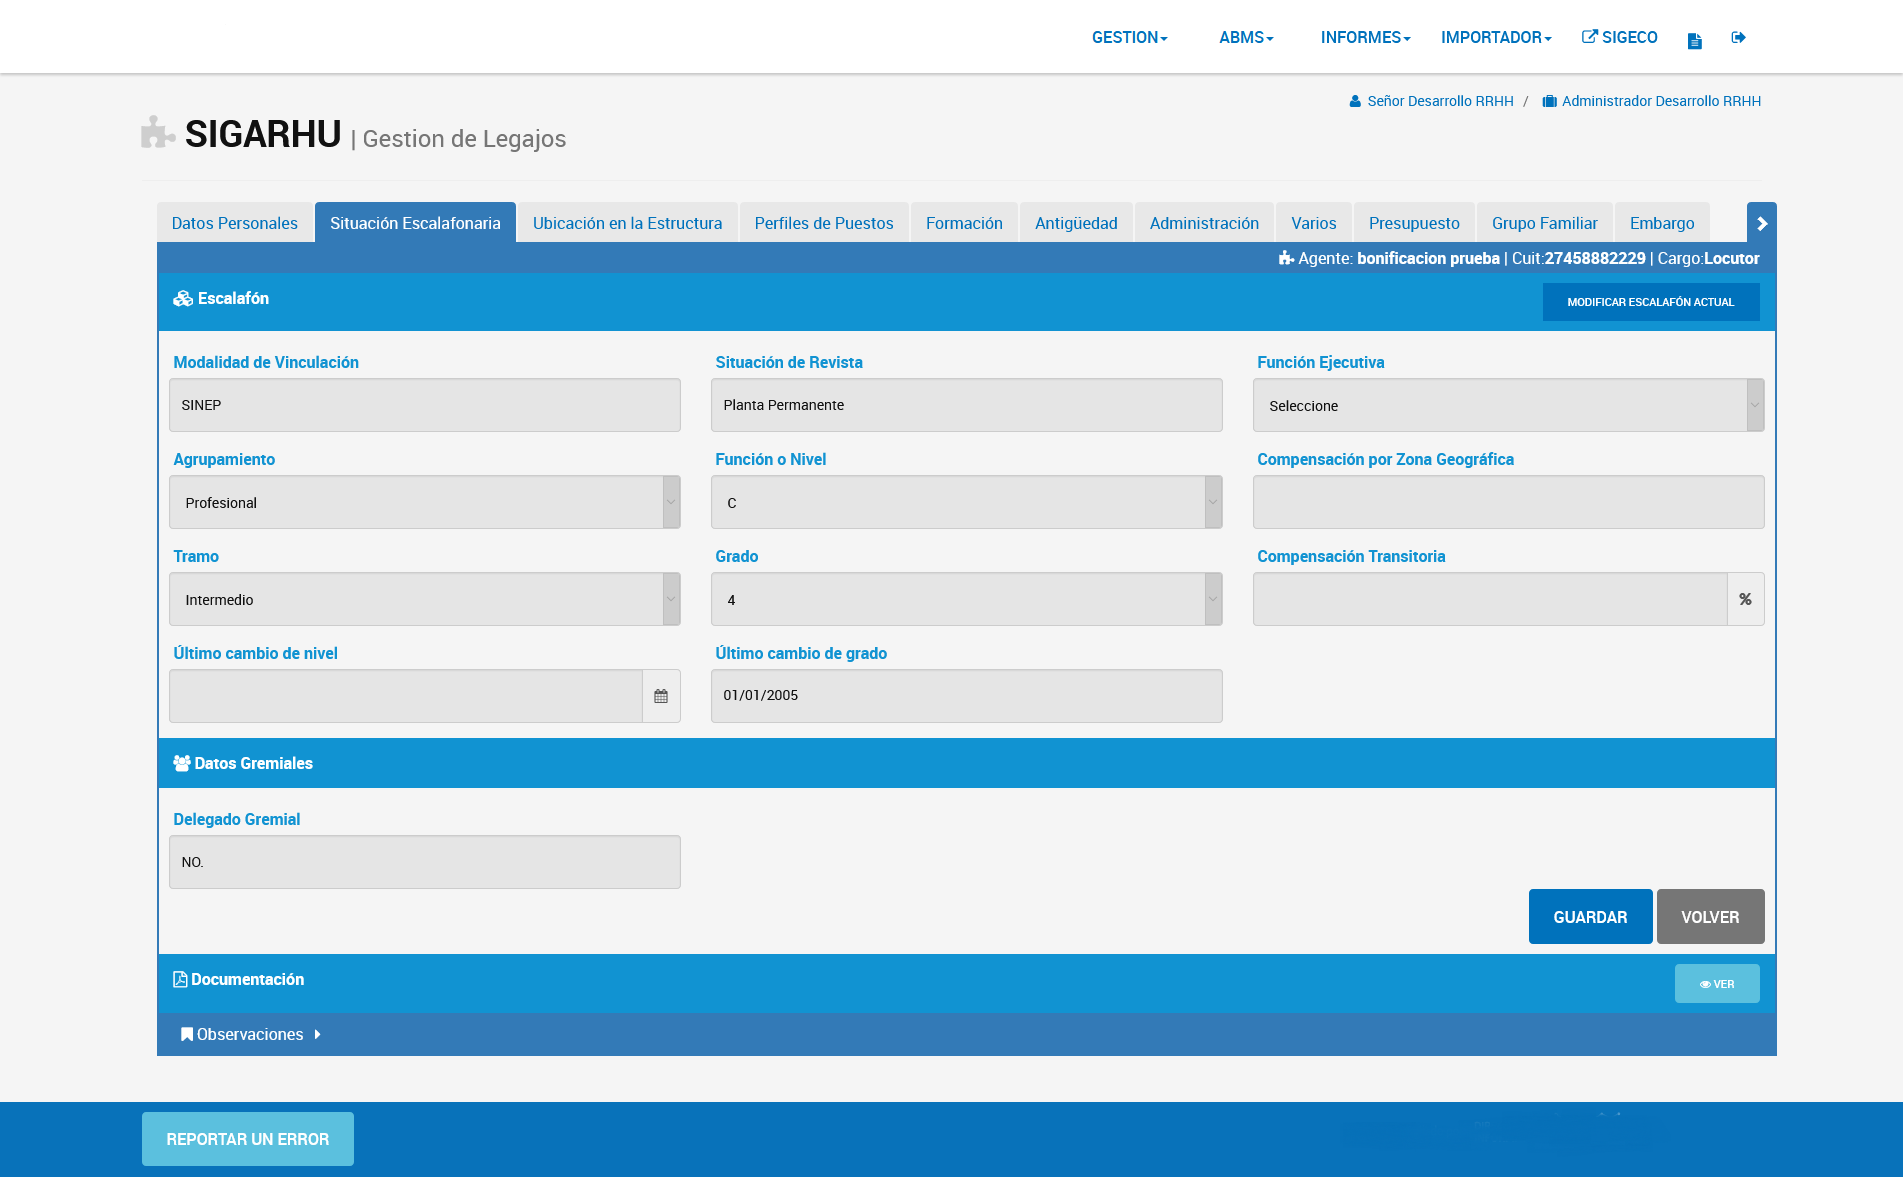 GESTION ABMS INFORMES IMPORTADOR SIGECO
Señor Desarrollo RRHH / Administrador Desarrollo RRHH
SIGARHU | Gestion de Legajos
Datos Personales Situación Escalafonaria Ubicación en la Estructura Perfiles de Puestos Formación Antigüedad Administración Varios Presupuesto Grupo Familiar Embargo
Agente: bonificacion prueba | Cuit:27458882229 | Cargo:Locutor
Escalafón MODIFICAR ESCALAFÓN ACTUAL
Modalidad de Vinculación Situación de Revista Función Ejecutiva
SINEP Planta Permanente Seleccione
Agrupamiento Función o Nivel Compensación por Zona Geográfica
Profesional C
Tramo Grado Compensación Transitoria
Intermedio 4 %
Último cambio de nivel Último cambio de grado
01/01/2005
Datos Gremiales
Delegado Gremial
NO.
GUARDAR VOLVER
Documentación VER
Observaciones
REPORTAR UN ERROR